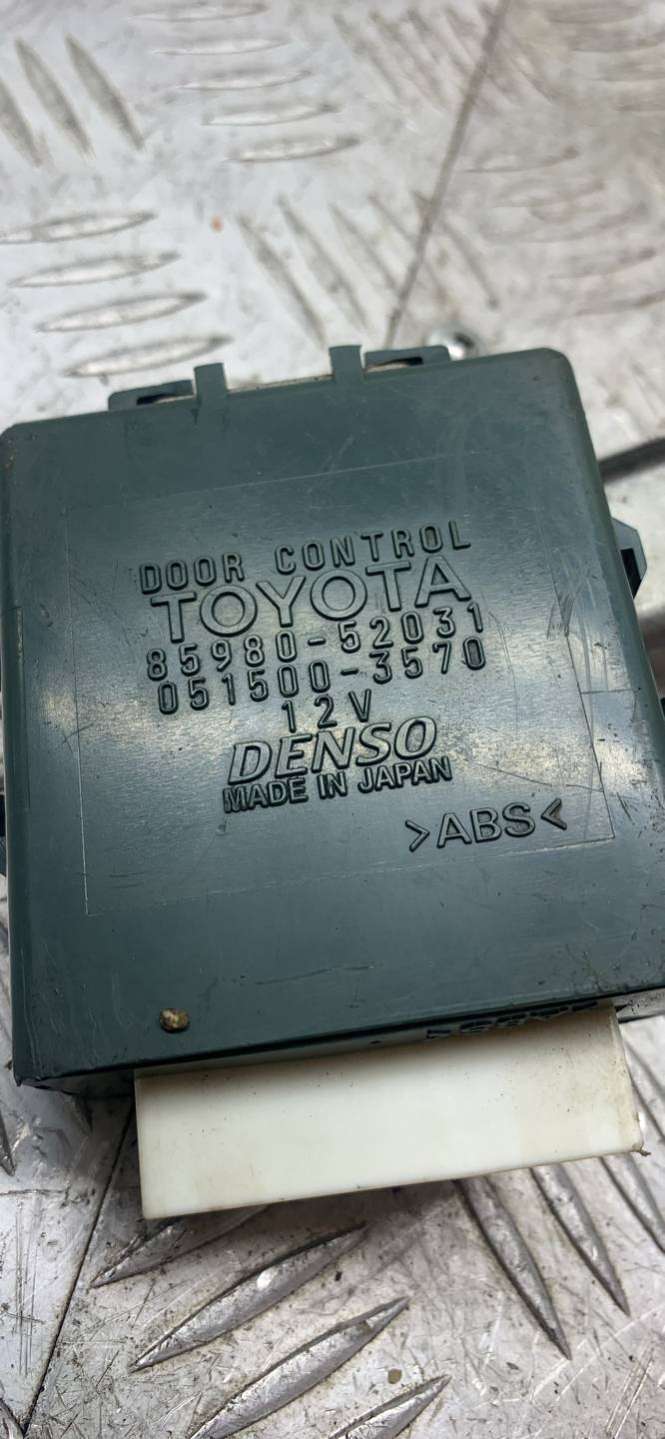 DOOR CONTROL
TOYOTA
85980-52031
051500-3570
12V
DENSO
MADE IN JAPAN
>ABS<